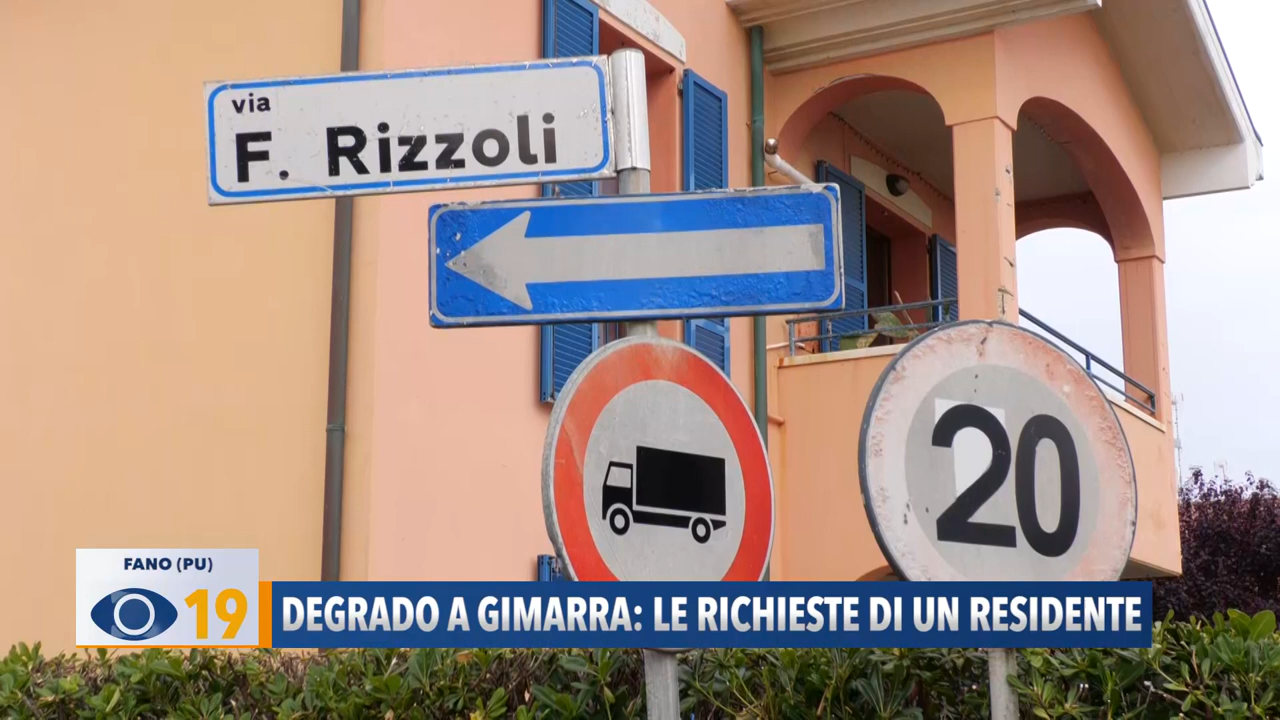 via
F. Rizzoli
20
FANO (PU)
19
DEGRADO A GIMARRA: LE RICHIESTE DI UN RESIDENTE